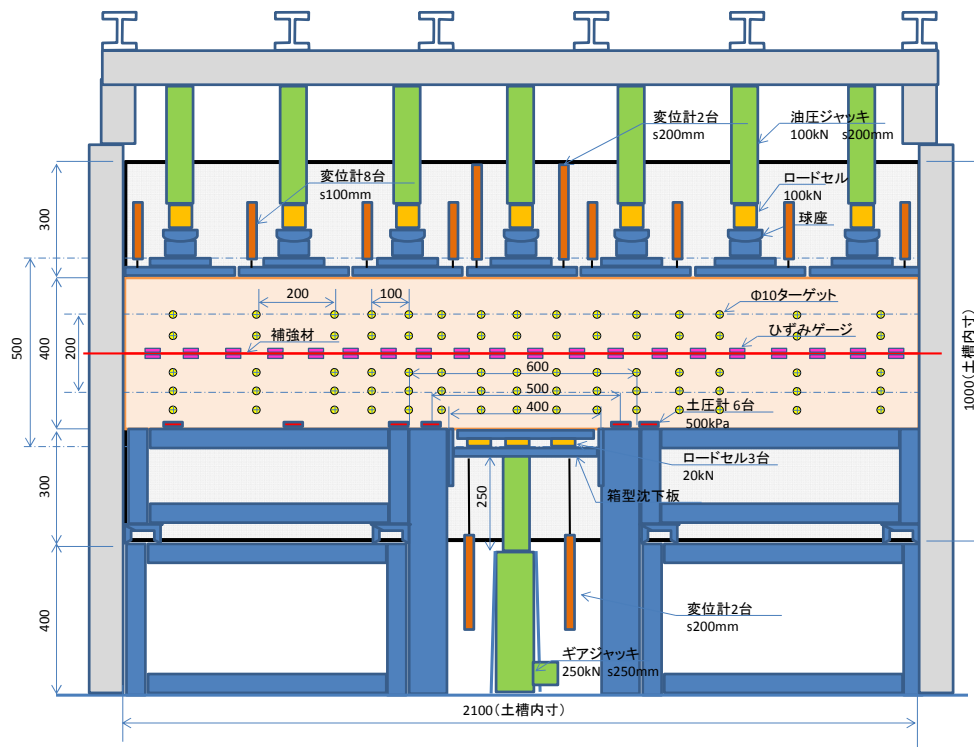 変位計2台
s200mm
油圧ジャッキ
100kN s200mm
変位計8台
s100mm
ロードセル
100kN
球座
300
200
100
Φ10ターゲット
補強材
ひずみゲージ
500
400
200
600
500
400
1000(土槽内寸)
土圧計6台
500kPa
ロードセル3台
20kN
箱型沈下板
300
250
変位計2台
s200mm
400
ギアジャッキ
250kN s250mm
2100(土槽内寸)